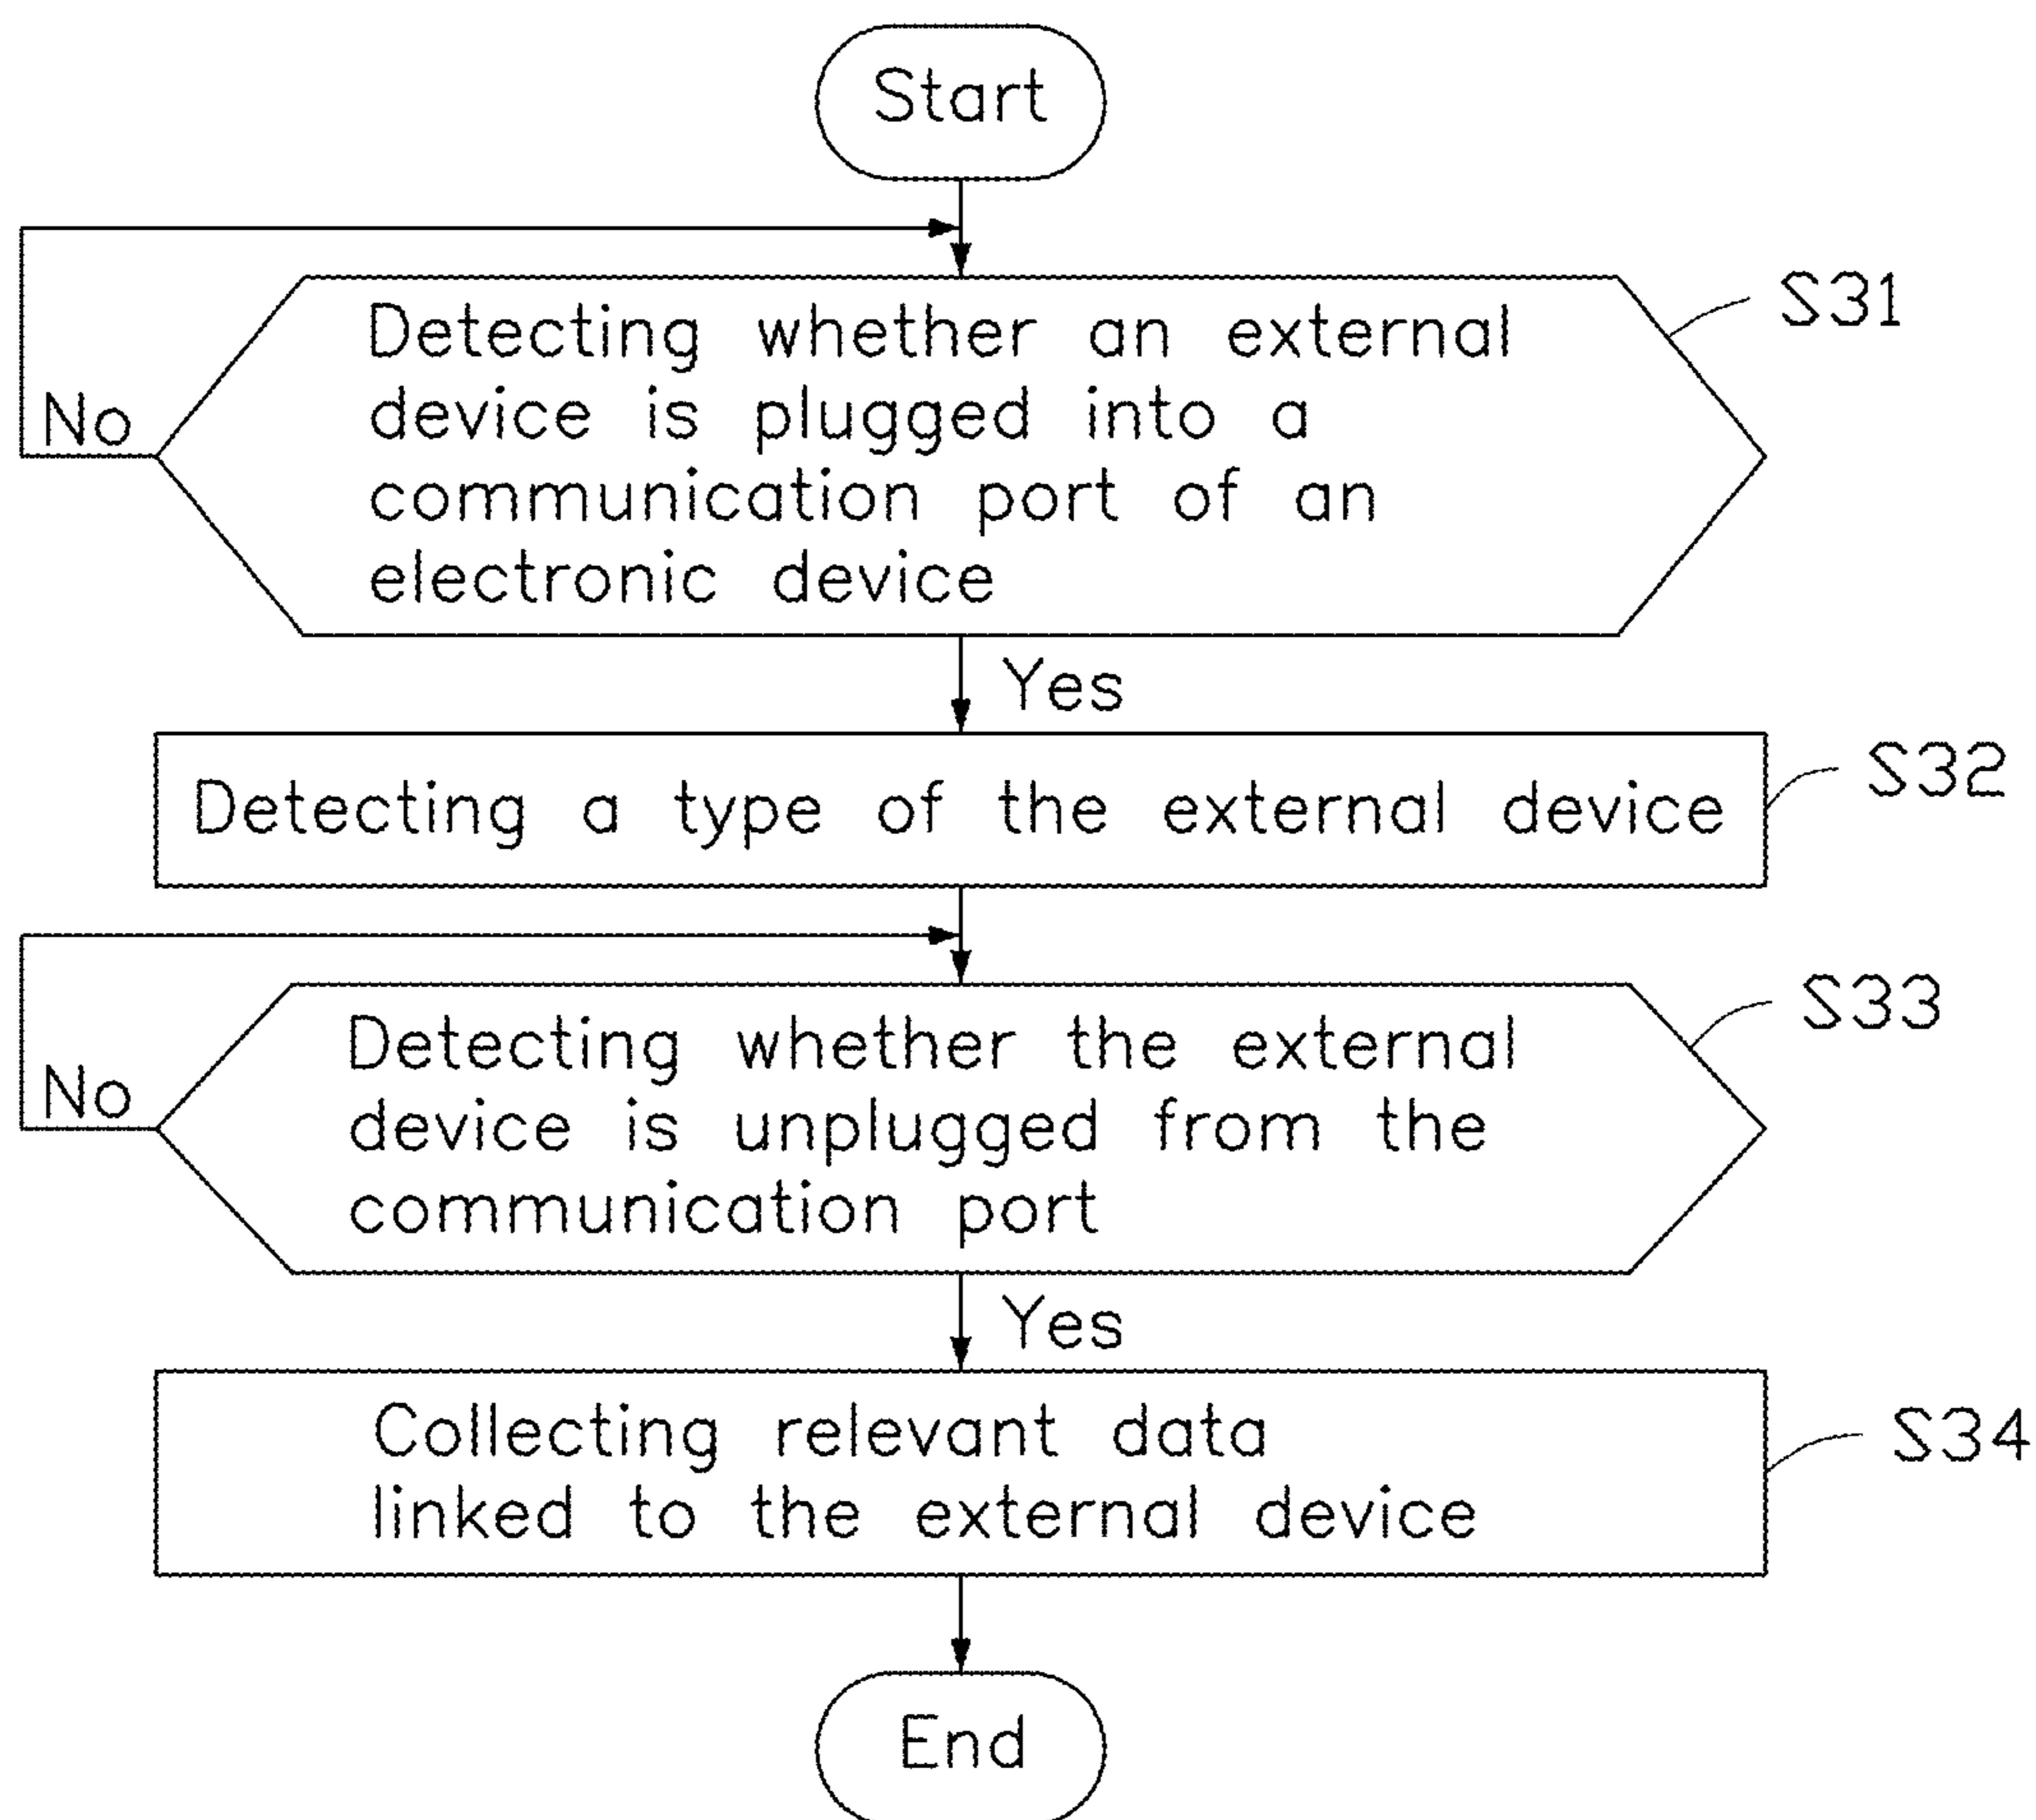 Start
Detecting whether an external
device is plugged into a
communication port of an
electronic device
S31
No
Yes
Detecting a type of the external device
S32
Detecting whether the external
device is unplugged from the
communication port
S33
No
Yes
Collecting relevant data
linked to the external device
S34
End